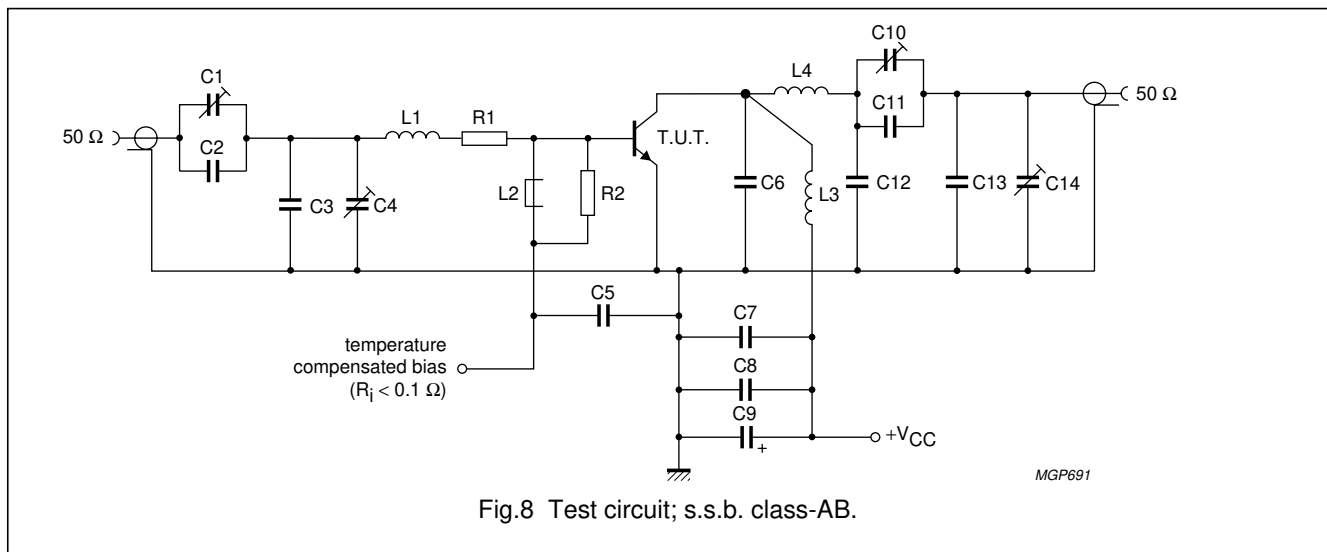 C10
C1
L4
50 Ω
50 Ω
L1
R1
C11
C2
T.U.T.
L2
R2
C3
C4
C6
L3
C12
C13
C14
C5
C7
temperature
compensated bias
(Ri < 0.1 Ω)
C8
C9
+
+VCC
MGP691
Fig.8 Test circuit; s.s.b. class-AB.